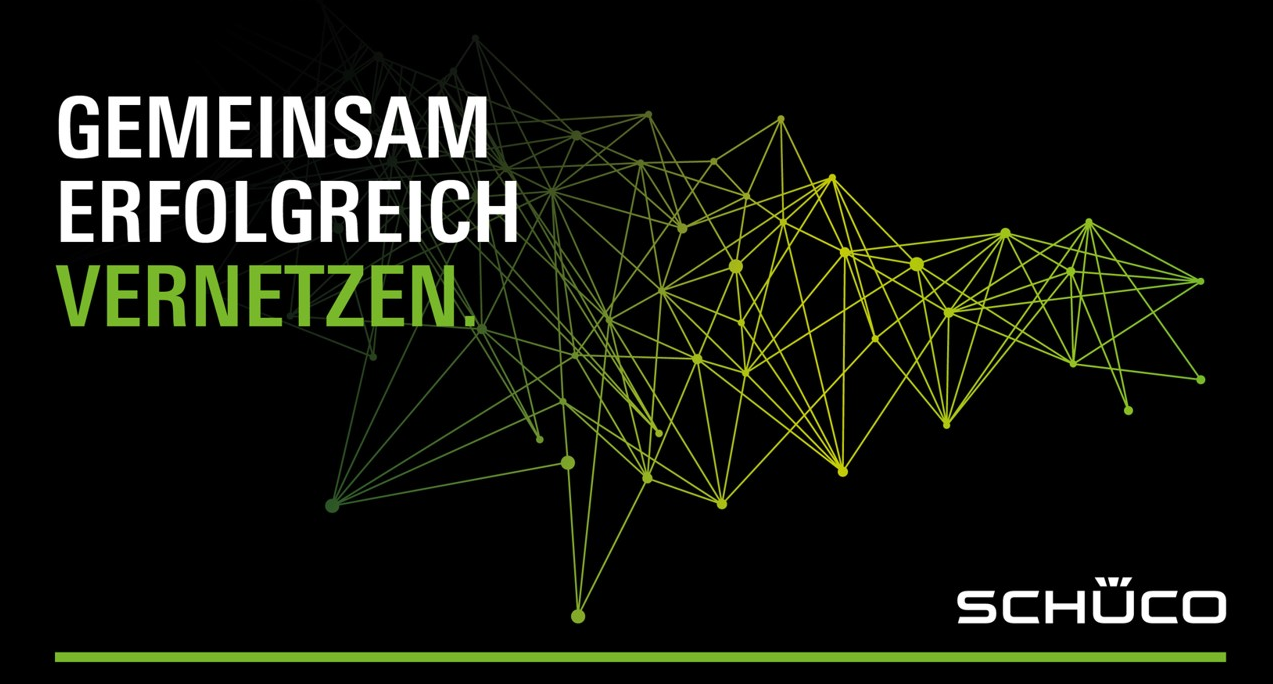 GEMEINSAM
ERFOLGREICH
VERNETZEN.
SCHÜCO